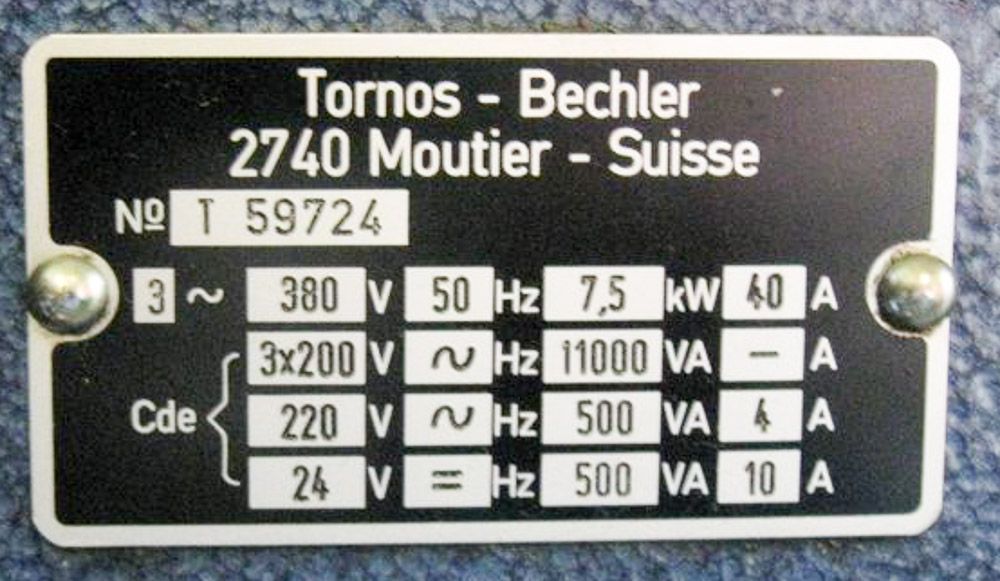 Tornos - Bechler
2740 Moutier - Suisse
Nº T 59724
3 ~ 380 V 50 Hz 7,5 kW 40 A
3x200 V ~ Hz 11000 VA — A
Cde { 220 V ~ Hz 500 VA 4 A
24 V = Hz 500 VA 10 A